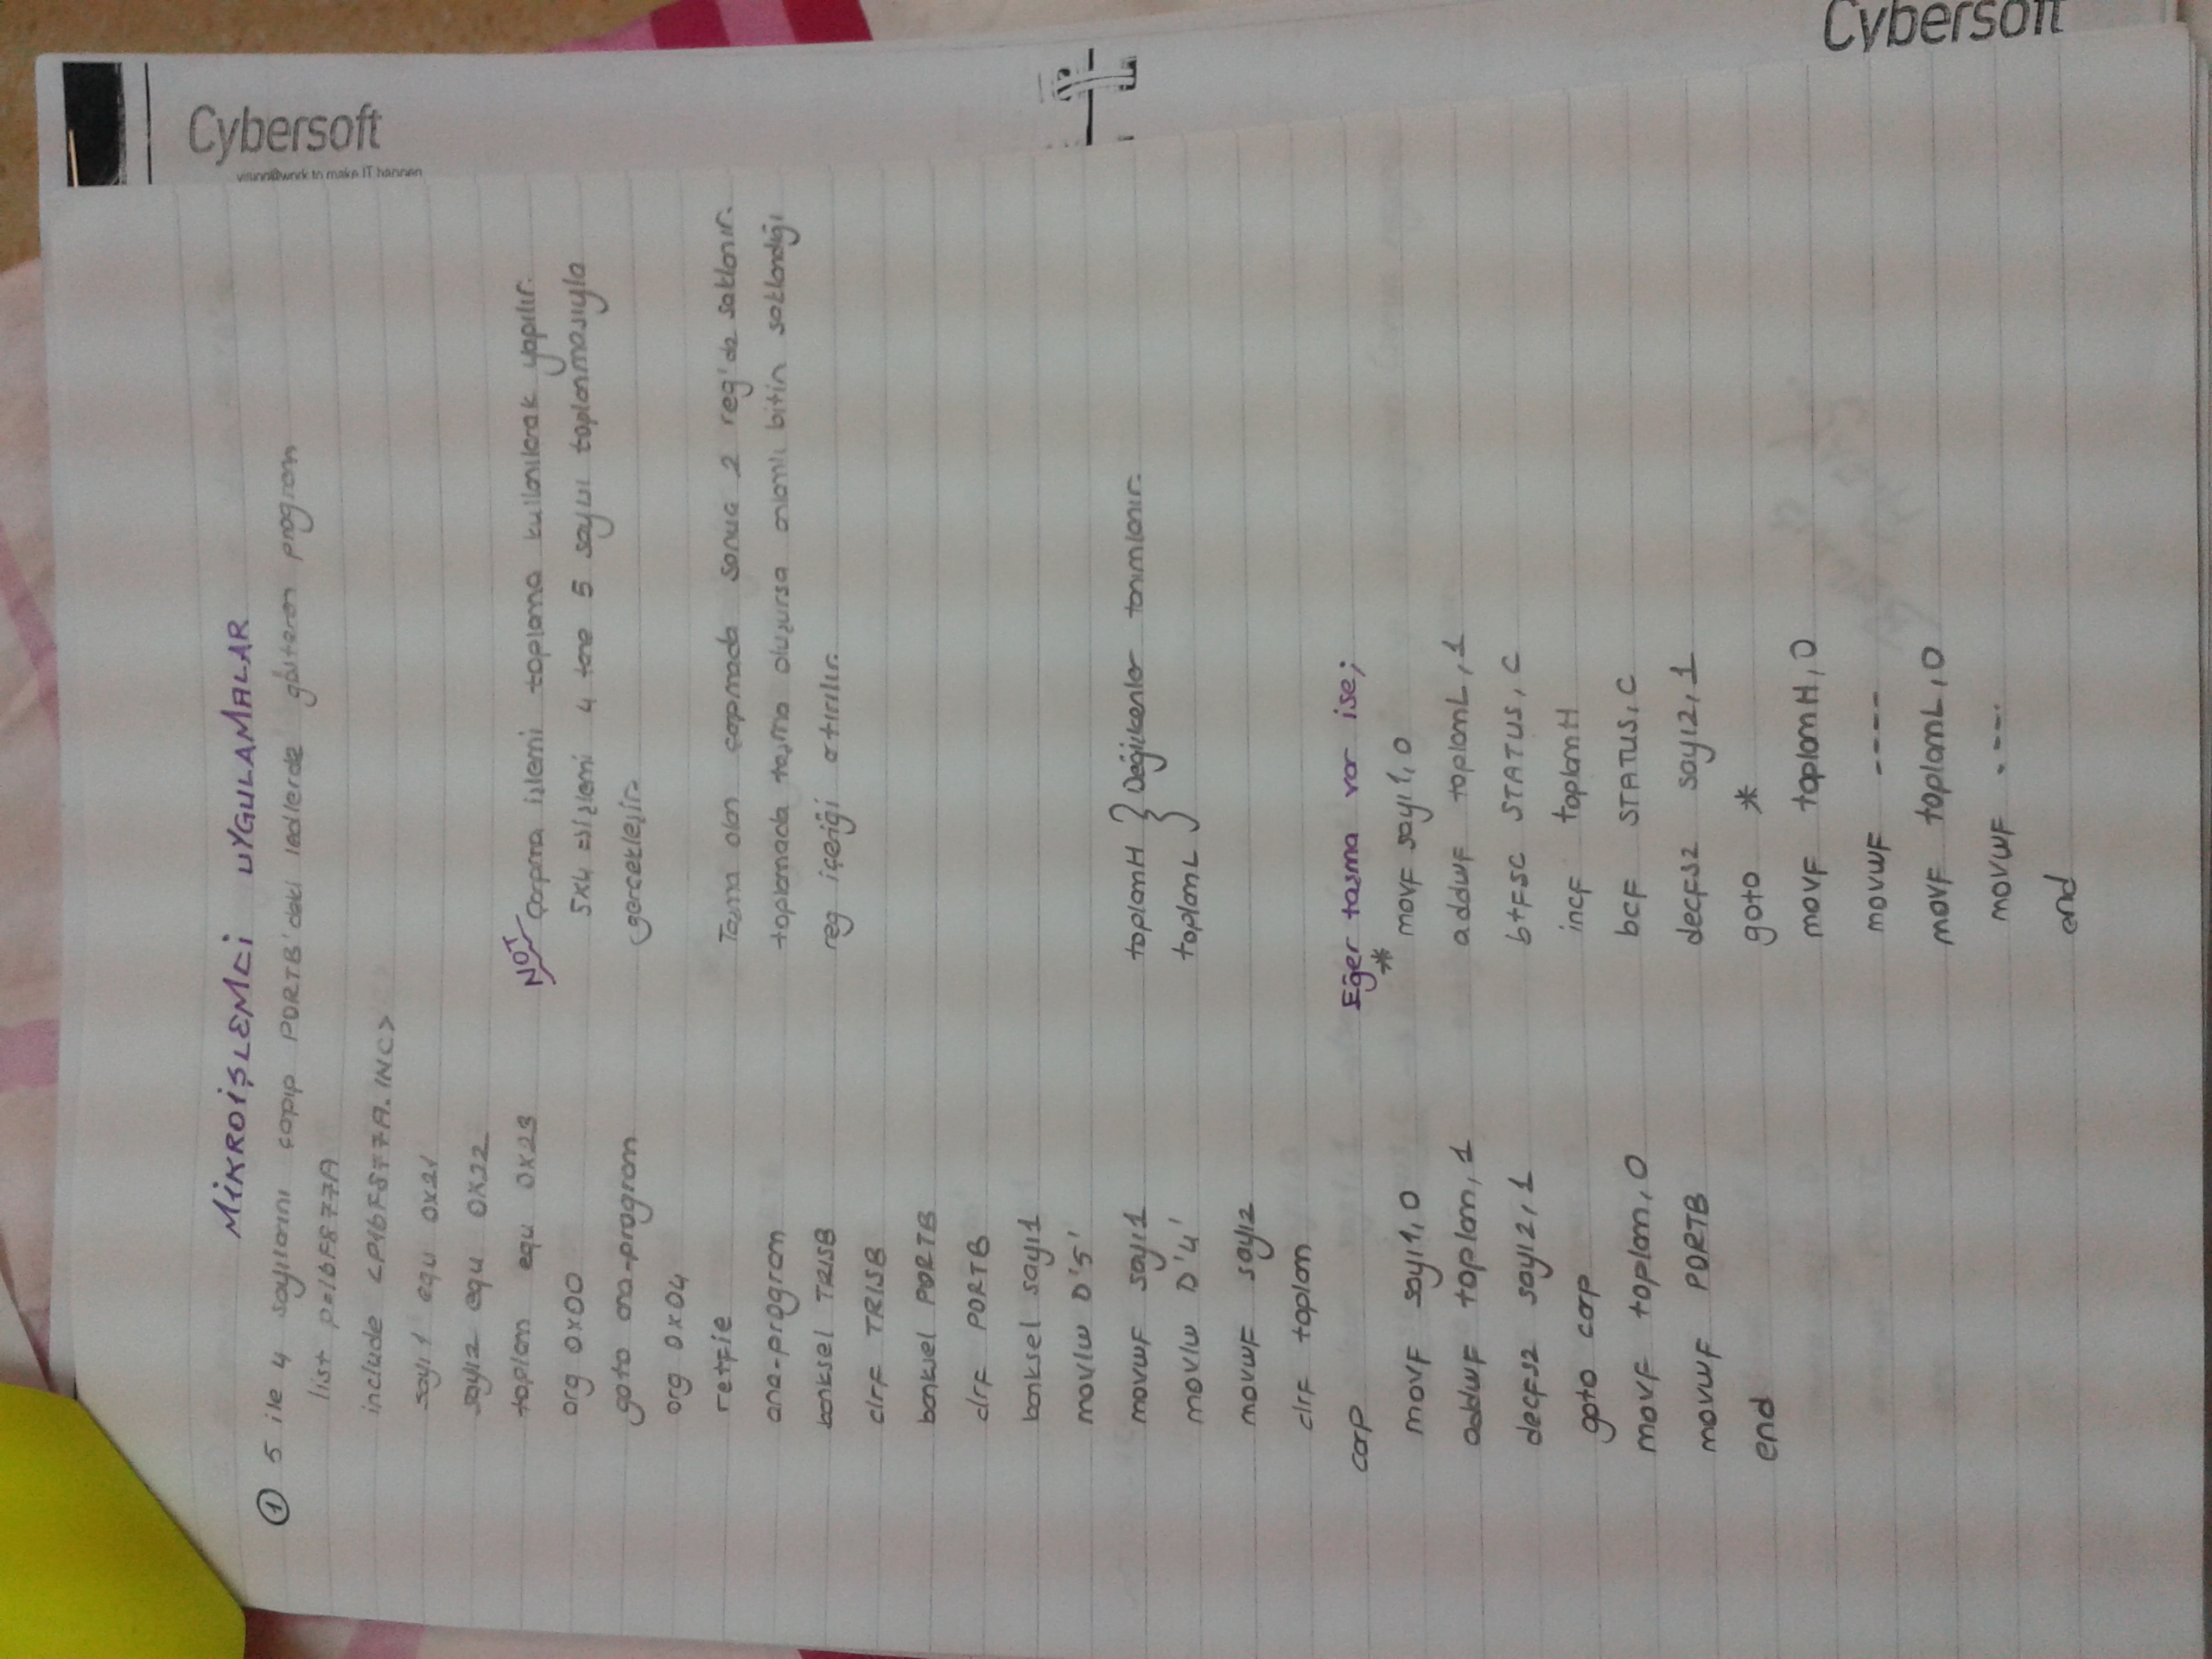 MİKROİŞLEMCİ UYGULAMALAR
① 5 ile 4 sayılarını çapıp PORTB'deki ledlerde gösteren program
list p=16F877A
include <P16F877A.INC>
sayı1 equ 0x21
sayı2 equ 0x22
toplam equ 0x23
org 0x00
goto ana-program
org 0x04
retfie
ana-program
banksel TRISB
clrf TRISB
banksel PORTB
clrf PORTB
banksel sayı1
movlw D'5'
movwf sayı1
movlw D'4'
movwf sayı2
clrf toplam
carp
movf sayı1,0
addwf toplam,1
decfsz sayı2,1
goto carp
movf toplam,0
movwf PORTB
end
NOT Çarpma işlemi toplama kullanılarak yapılır.
5x4 işlemi 4 tane 5 sayısı toplanmasıyla
gerçekleşir.
Taşma olan çapmada sonuç 2 reg'de saklanır.
toplamada taşma oluşursa anlamlı bitin saklandığı
reg içeriği artırılır.
toplamH } Değişkenler tanımlanır.
toplamL
Eğer taşma var ise;
* movf sayı1,0
addwf toplamL,1
btfsc STATUS,C
incf toplamH
bcf STATUS,C
decfsz sayı2,1
goto *
movf toplamH,0
movwf ----
movf toplamL,0
movwf ----
end
Cybersoft
Cybersoft